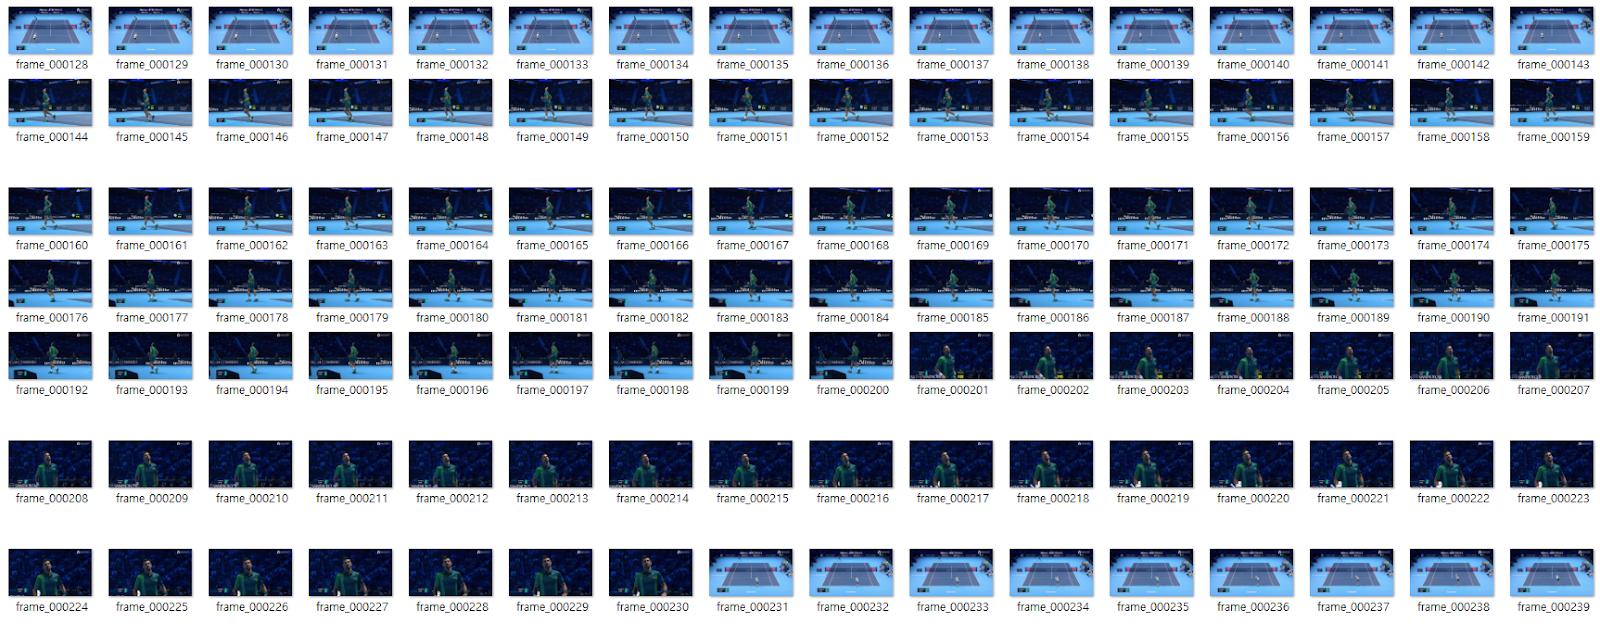 frame_000128 frame_000129 frame_000130 frame_000131 frame_000132 frame_000133 frame_000134 frame_000135 frame_000136 frame_000137 frame_000138 frame_000139 frame_000140 frame_000141 frame_000142 frame_000143
frame_000144 frame_000145 frame_000146 frame_000147 frame_000148 frame_000149 frame_000150 frame_000151 frame_000152 frame_000153 frame_000154 frame_000155 frame_000156 frame_000157 frame_000158 frame_000159
frame_000160 frame_000161 frame_000162 frame_000163 frame_000164 frame_000165 frame_000166 frame_000167 frame_000168 frame_000169 frame_000170 frame_000171 frame_000172 frame_000173 frame_000174 frame_000175
frame_000176 frame_000177 frame_000178 frame_000179 frame_000180 frame_000181 frame_000182 frame_000183 frame_000184 frame_000185 frame_000186 frame_000187 frame_000188 frame_000189 frame_000190 frame_000191
frame_000192 frame_000193 frame_000194 frame_000195 frame_000196 frame_000197 frame_000198 frame_000199 frame_000200 frame_000201 frame_000202 frame_000203 frame_000204 frame_000205 frame_000206 frame_000207
frame_000208 frame_000209 frame_000210 frame_000211 frame_000212 frame_000213 frame_000214 frame_000215 frame_000216 frame_000217 frame_000218 frame_000219 frame_000220 frame_000221 frame_000222 frame_000223
frame_000224 frame_000225 frame_000226 frame_000227 frame_000228 frame_000229 frame_000230 frame_000231 frame_000232 frame_000233 frame_000234 frame_000235 frame_000236 frame_000237 frame_000238 frame_000239